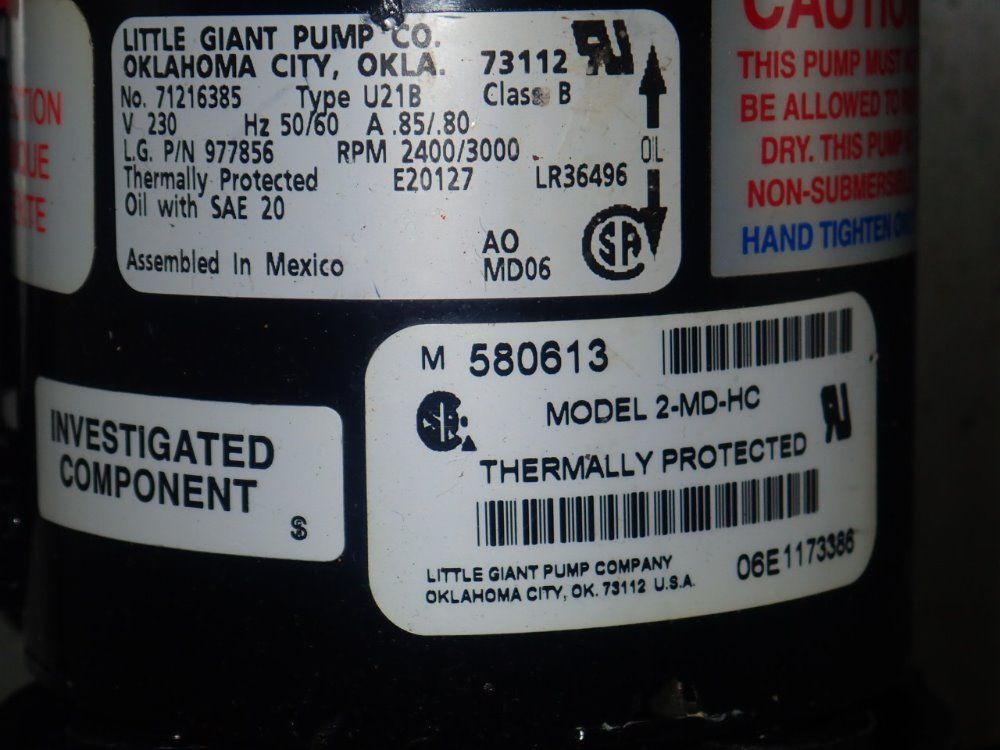 LITTLE GIANT PUMP CO.
OKLAHOMA CITY, OKLA. 73112
No. 71216385 Type U21B Class B
V 230 Hz 50/60 A .85/.80
L.G. P/N 977856 RPM 2400/3000
Thermally Protected E20127 LR36496
Oil with SAE 20
OIL
Assembled In Mexico
AO
MD06
SA
CAUTION
THIS PUMP MUST
BE ALLOWED TO
DRY. THIS PUMP
NON-SUBMERSIBLE
HAND TIGHTEN
INVESTIGATED
COMPONENT
S
M 580613
MODEL 2-MD-HC
THERMALLY PROTECTED
06E1173386
LITTLE GIANT PUMP COMPANY
OKLAHOMA CITY, OK. 73112 U.S.A.